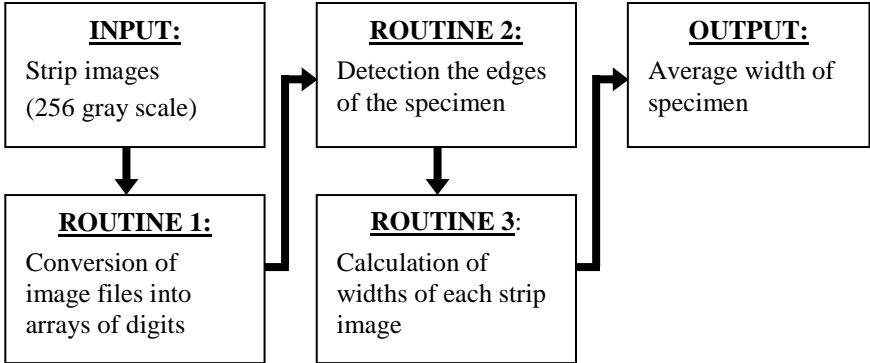 INPUT:
Strip images
(256 gray scale)
ROUTINE 1:
Conversion of
image files into
arrays of digits
ROUTINE 2:
Detection the edges
of the specimen
ROUTINE 3:
Calculation of
widths of each strip
image
OUTPUT:
Average width of
specimen